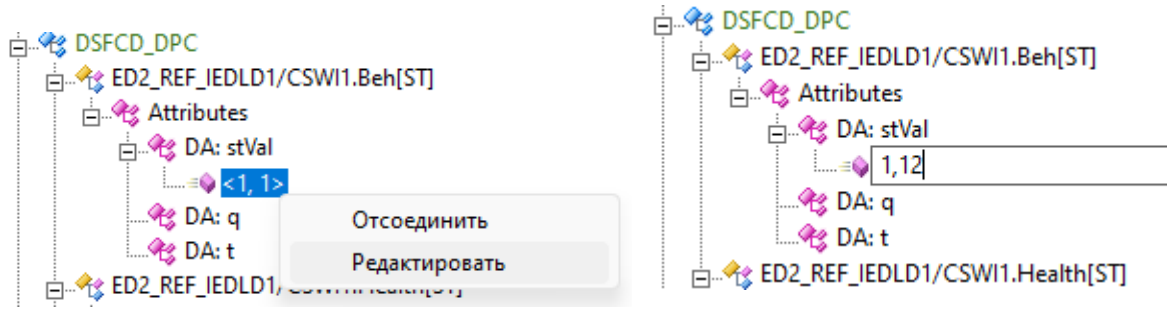 DSFCD_DPC
ED2_REF_IEDLD1/CSWI1.Beh[ST]
Attributes
DA: stVal
<1, 1>
DA: q
DA: t
ED2_REF_IEDLD1/
Отсоединить
Редактировать
DSFCD_DPC
ED2_REF_IEDLD1/CSWI1.Beh[ST]
Attributes
DA: stVal
1,12
DA: q
DA: t
ED2_REF_IEDLD1/CSWI1.Health[ST]